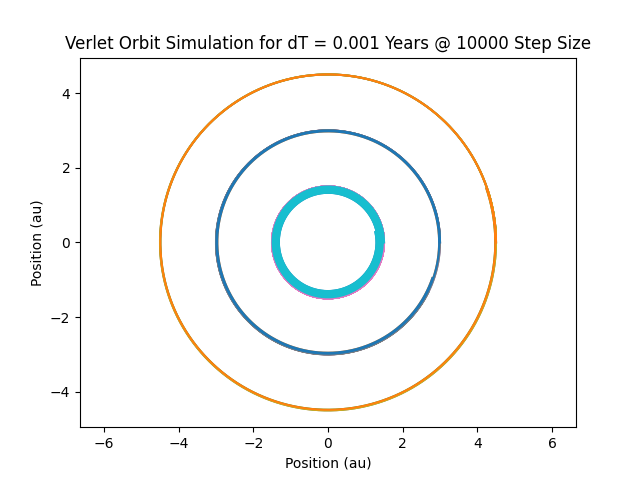 Verlet Orbit Simulation for dT = 0.001 Years @ 10000 Step Size
4
2
0
−2
−4
Position (au)
−6 −4 −2 0 2 4 6
Position (au)